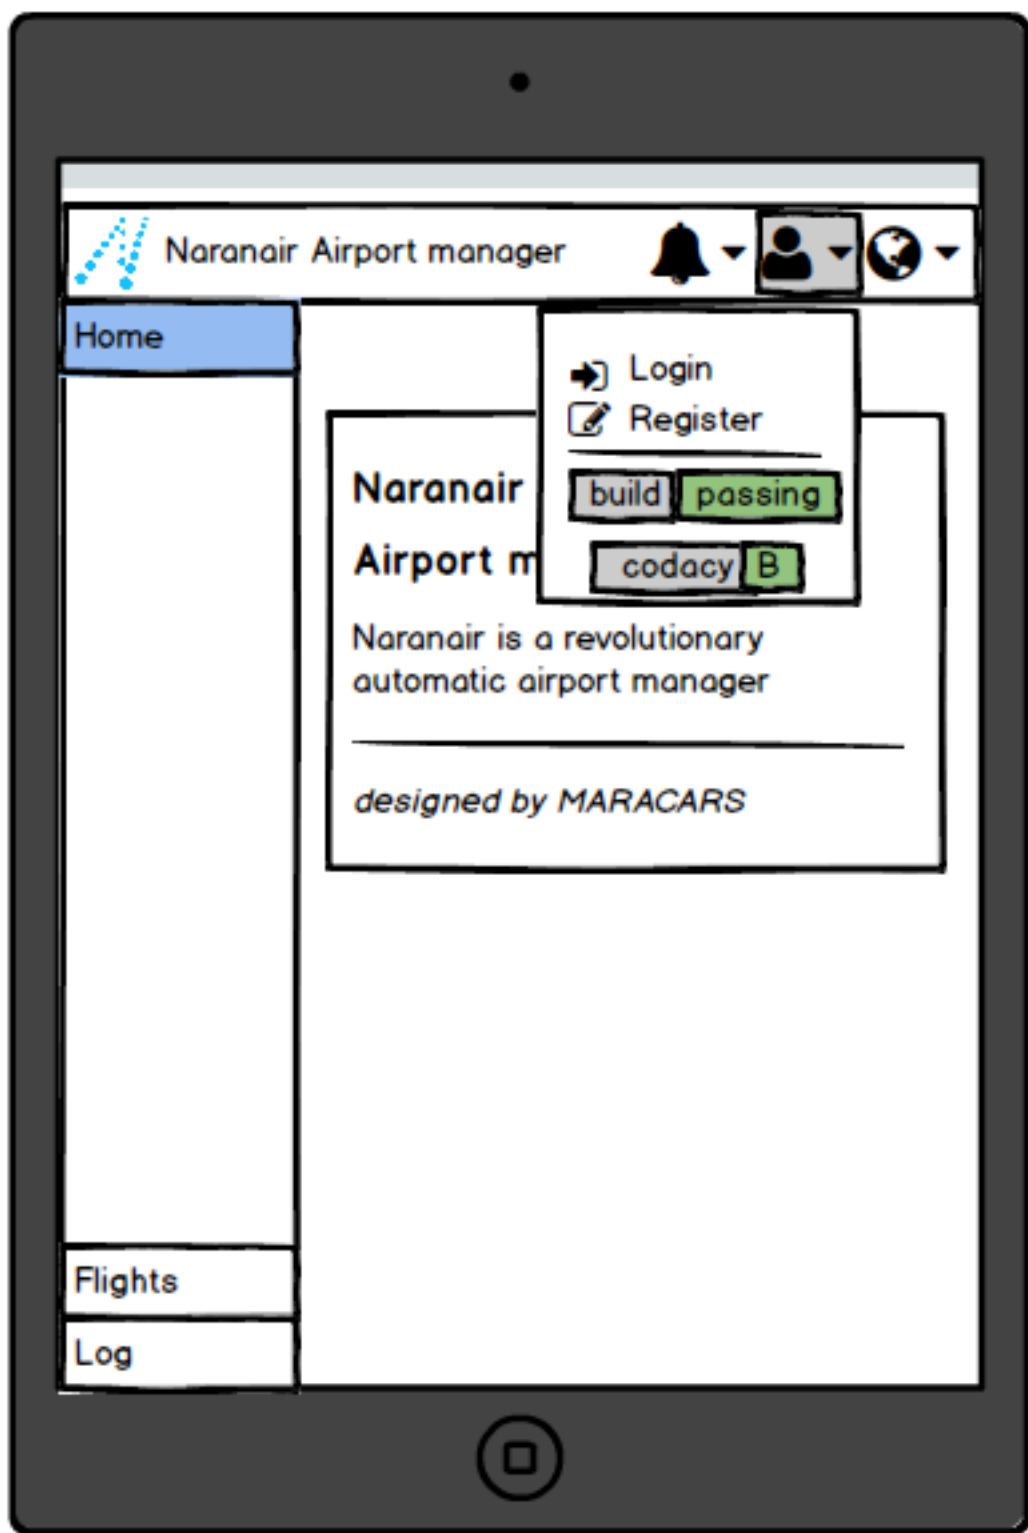 Naranair Airport manager
Home
Login
Register
build passing
codacy B
Naranair
Airport m
Naranair is a revolutionary
automatic airport manager
designed by MARACARS
Flights
Log